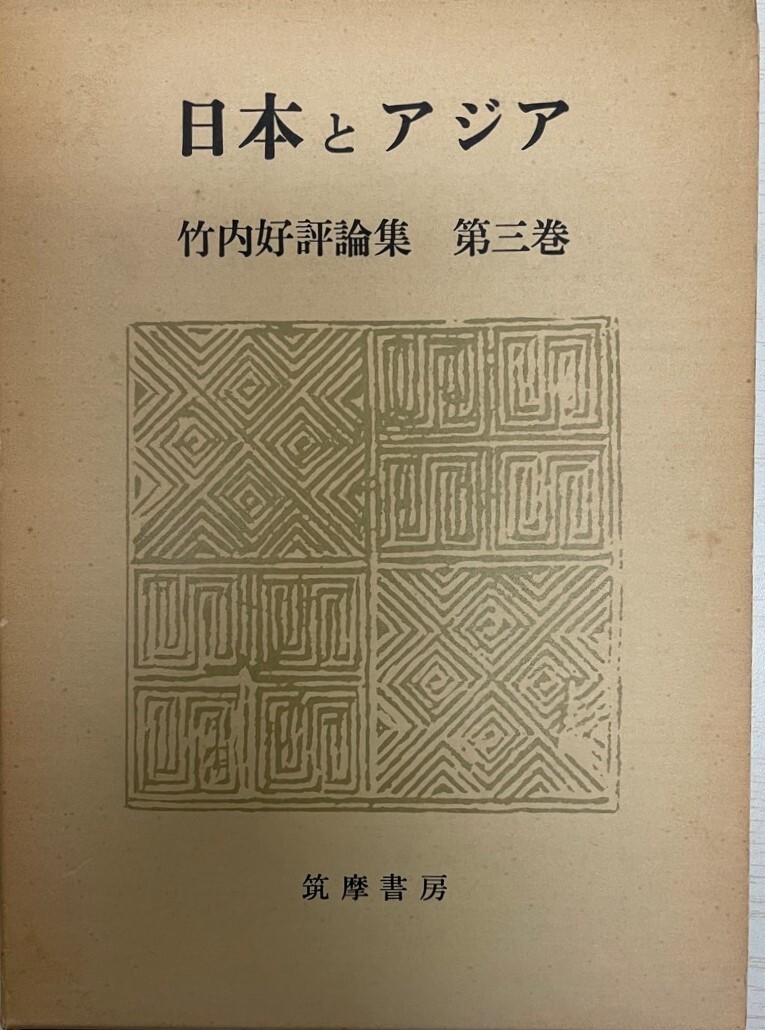 日本とアジア
竹内好評論集　第三巻
筑摩書房